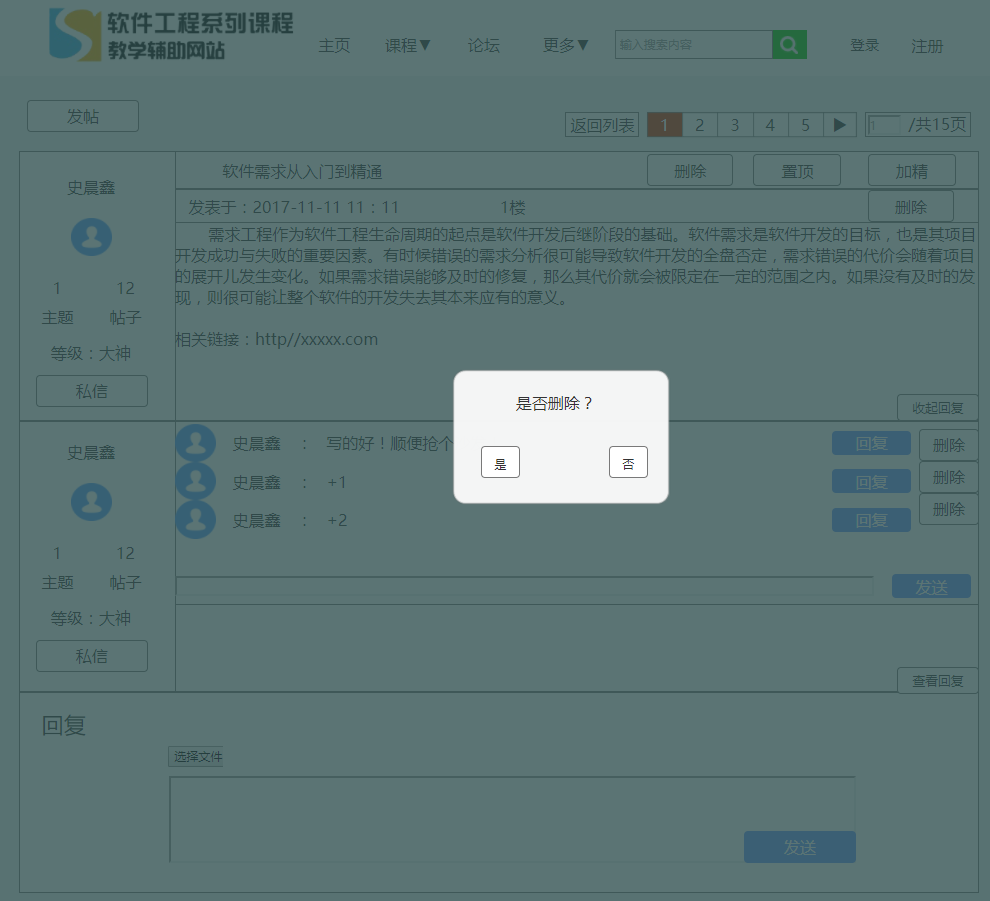 软件工程系列课程
教学辅助网站
主页 课程▼ 论坛 更多▼ 输入搜索内容 登录 注册
发帖
返回列表 1 2 3 4 5 ▶ 1 /共15页
史晨鑫
1 12
主题 帖子
等级：大神
私信
软件需求从入门到精通 删除 置顶 加精
发表于：2017-11-11 11：11 1楼 删除
需求工程作为软件工程生命周期的起点是软件开发后继阶段的基础。软件需求是软件开发的目标，也是其项目
开发成功与失败的重要因素。有时候错误的需求分析很可能导致软件开发的全盘否定，需求错误的代价会随着项目
的展开儿发生变化。如果需求错误能够及时的修复，那么其代价就会被限定在一定的范围之内。如果没有及时的发
现，则很可能让整个软件的开发失去其本来应有的意义。
相关链接：http//xxxxx.com
收起回复
是否删除？
是 否
史晨鑫
1 12
主题 帖子
等级：大神
私信
史晨鑫 ： 写的好！顺便抢个 回复 删除
史晨鑫 ： +1 回复 删除
史晨鑫 ： +2 回复 删除
发送
查看回复
回复
选择文件
发送